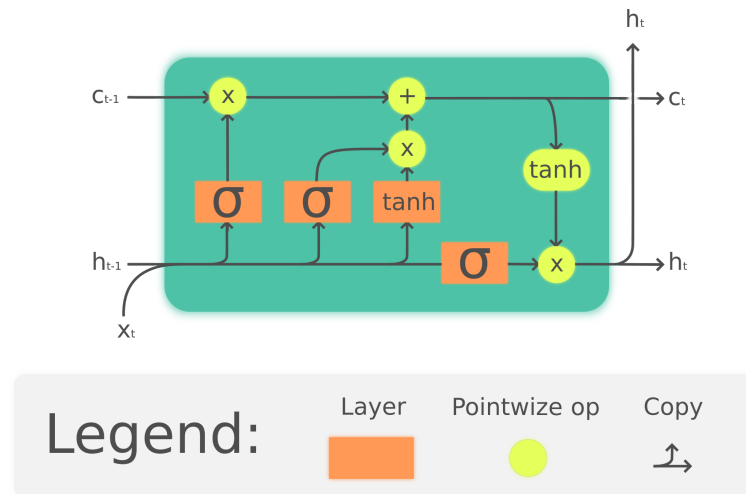 hₜ
cₜ₋₁ x + cₜ
x
tanh
σ σ tanh
hₜ₋₁ σ x hₜ
xₜ
Layer Pointwize op Copy
Legend: